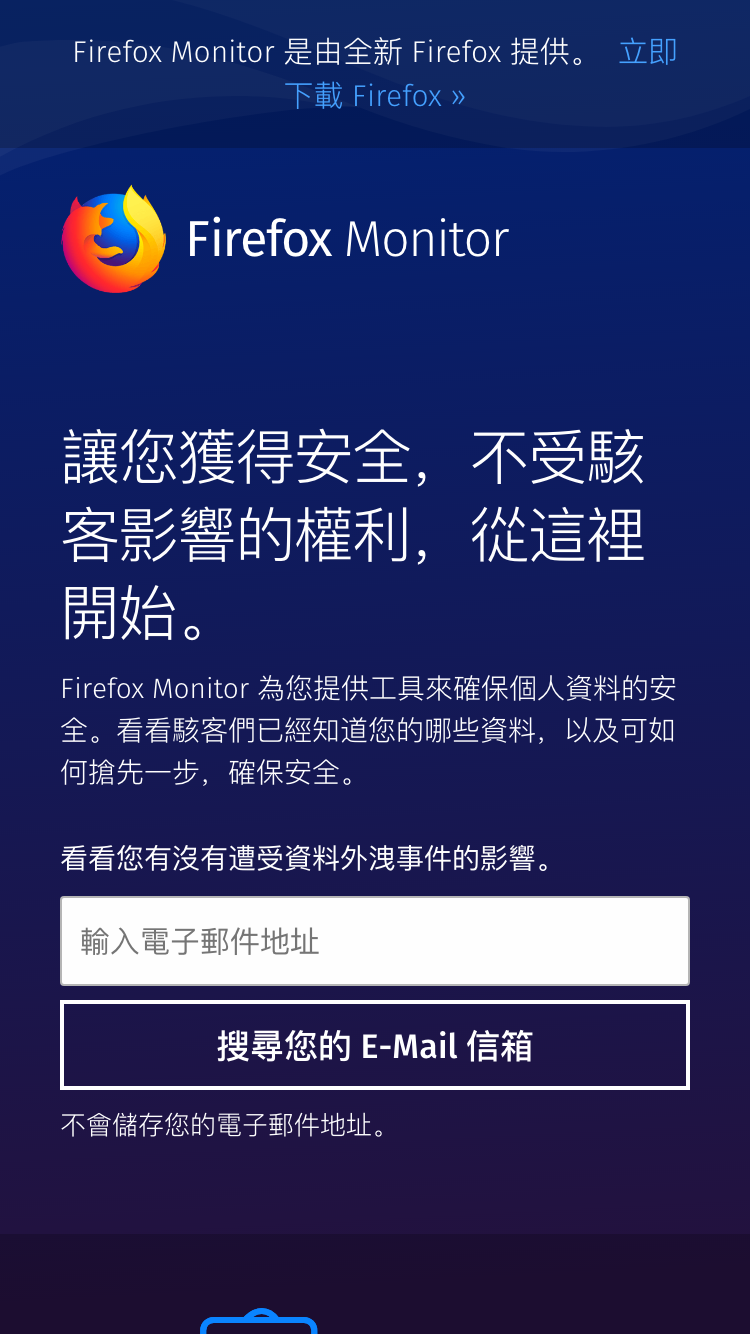 Firefox Monitor 是由全新 Firefox 提供。 立即
下載 Firefox »
Firefox Monitor
讓您獲得安全，不受駭
客影響的權利，從這裡
開始。
Firefox Monitor 為您提供工具來確保個人資料的安
全。看看駭客們已經知道您的哪些資料，以及可如
何搶先一步，確保安全。
看看您有沒有遭受資料外洩事件的影響。
輸入電子郵件地址
搜尋您的 E-Mail 信箱
不會儲存您的電子郵件地址。